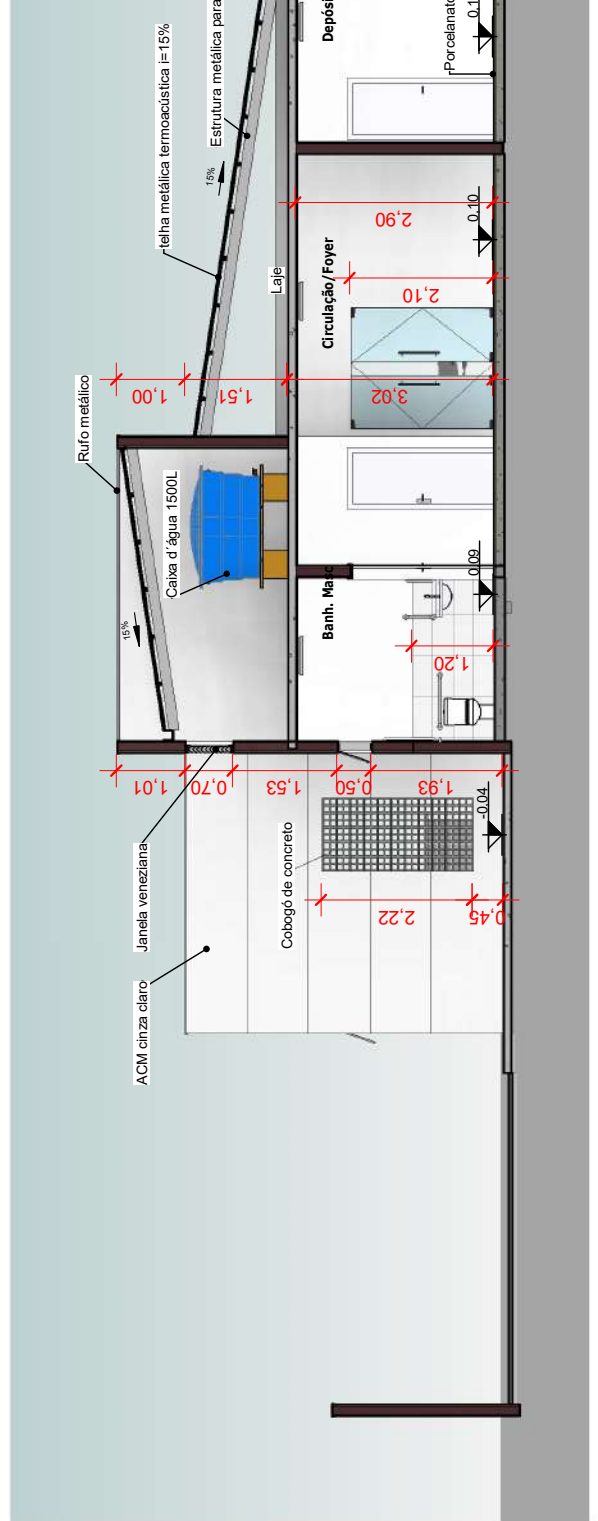 Rufo metálico
telha metálica termoacústica i=15%
Estrutura metálica para
15%
15%
Janela veneziana
ACM cinza claro
Caixa d´água 1500L
Laje
1,00
1,51
3,02
Cobogó de concreto
1,01
0,70
1,53
0,50
1,93
2,22
0,45
-0.04
Banh. Masc
1,20
0.09
Circulação/Foyer
2,10
2,90
0.10
Depósi
Porcelanato
0.1